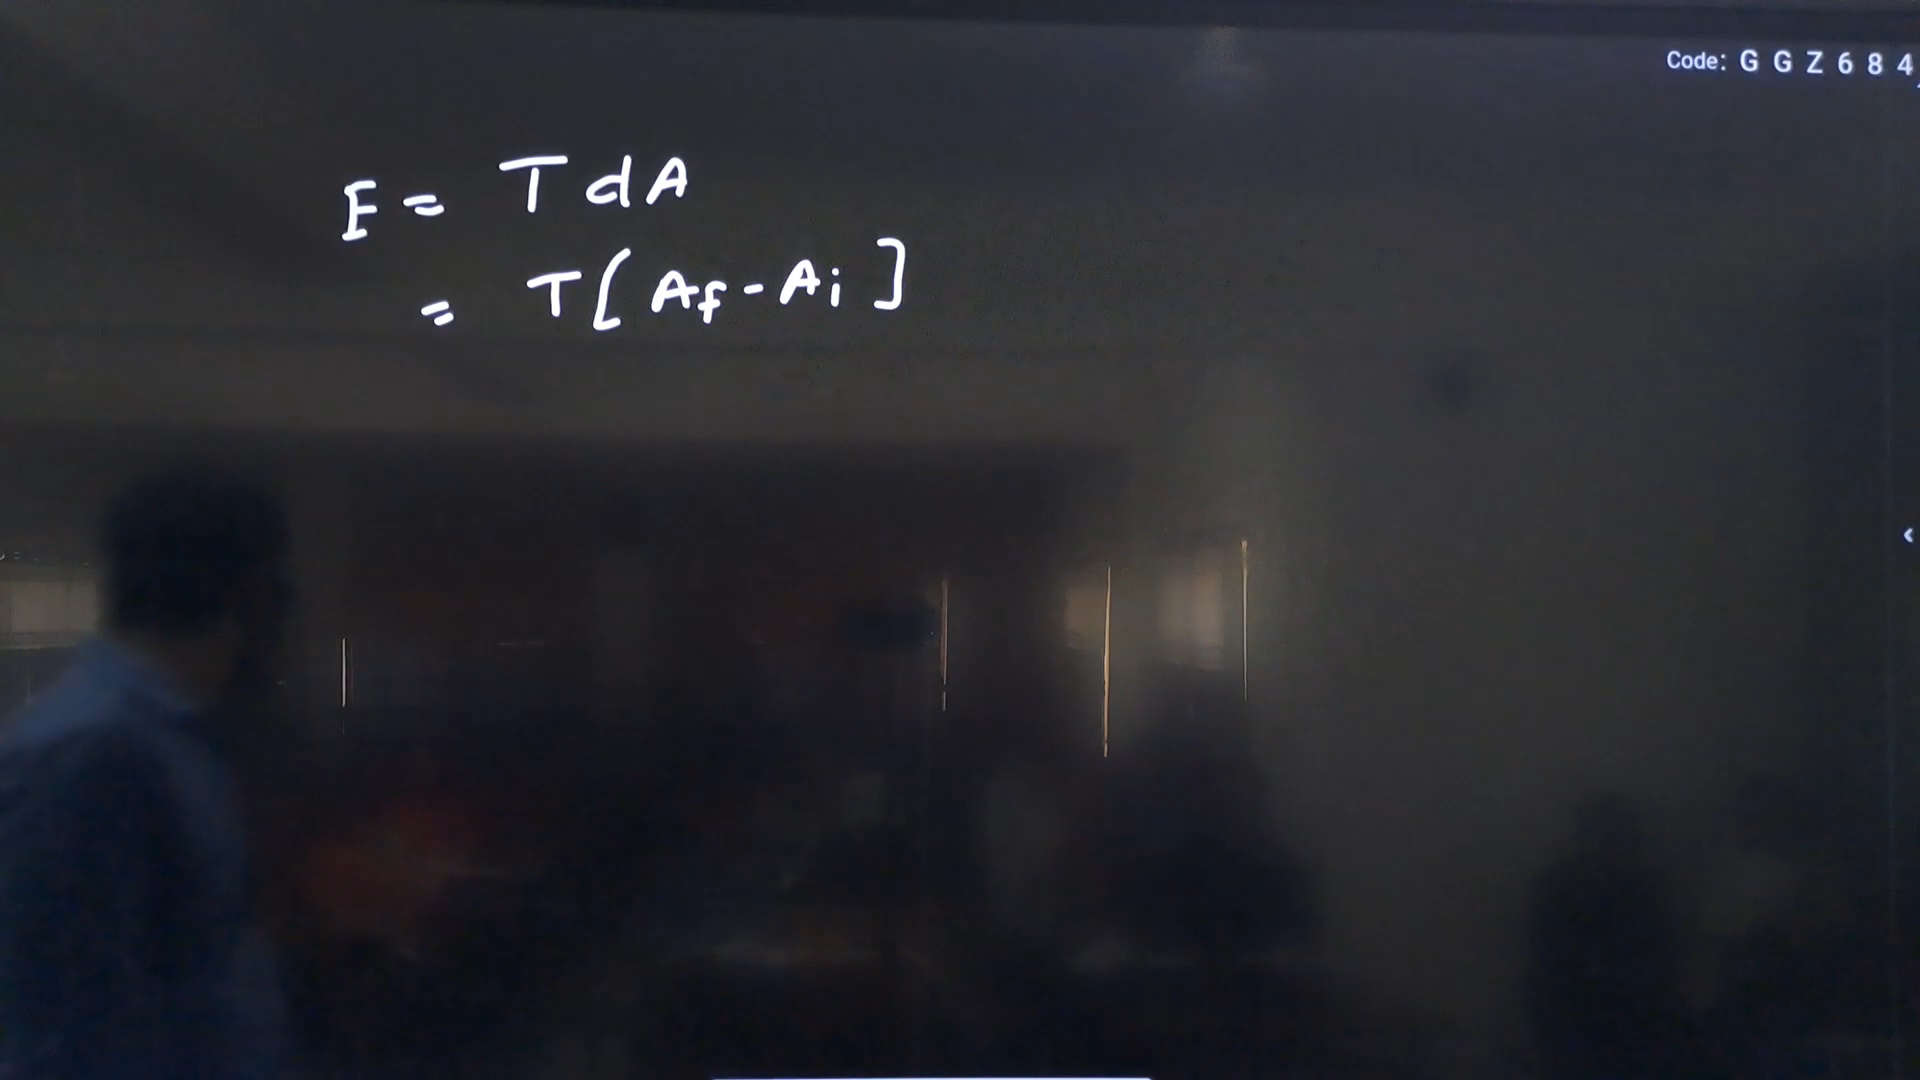 Code: G G Z 6 8 4
E = T dA
= T[ Af - Ai ]